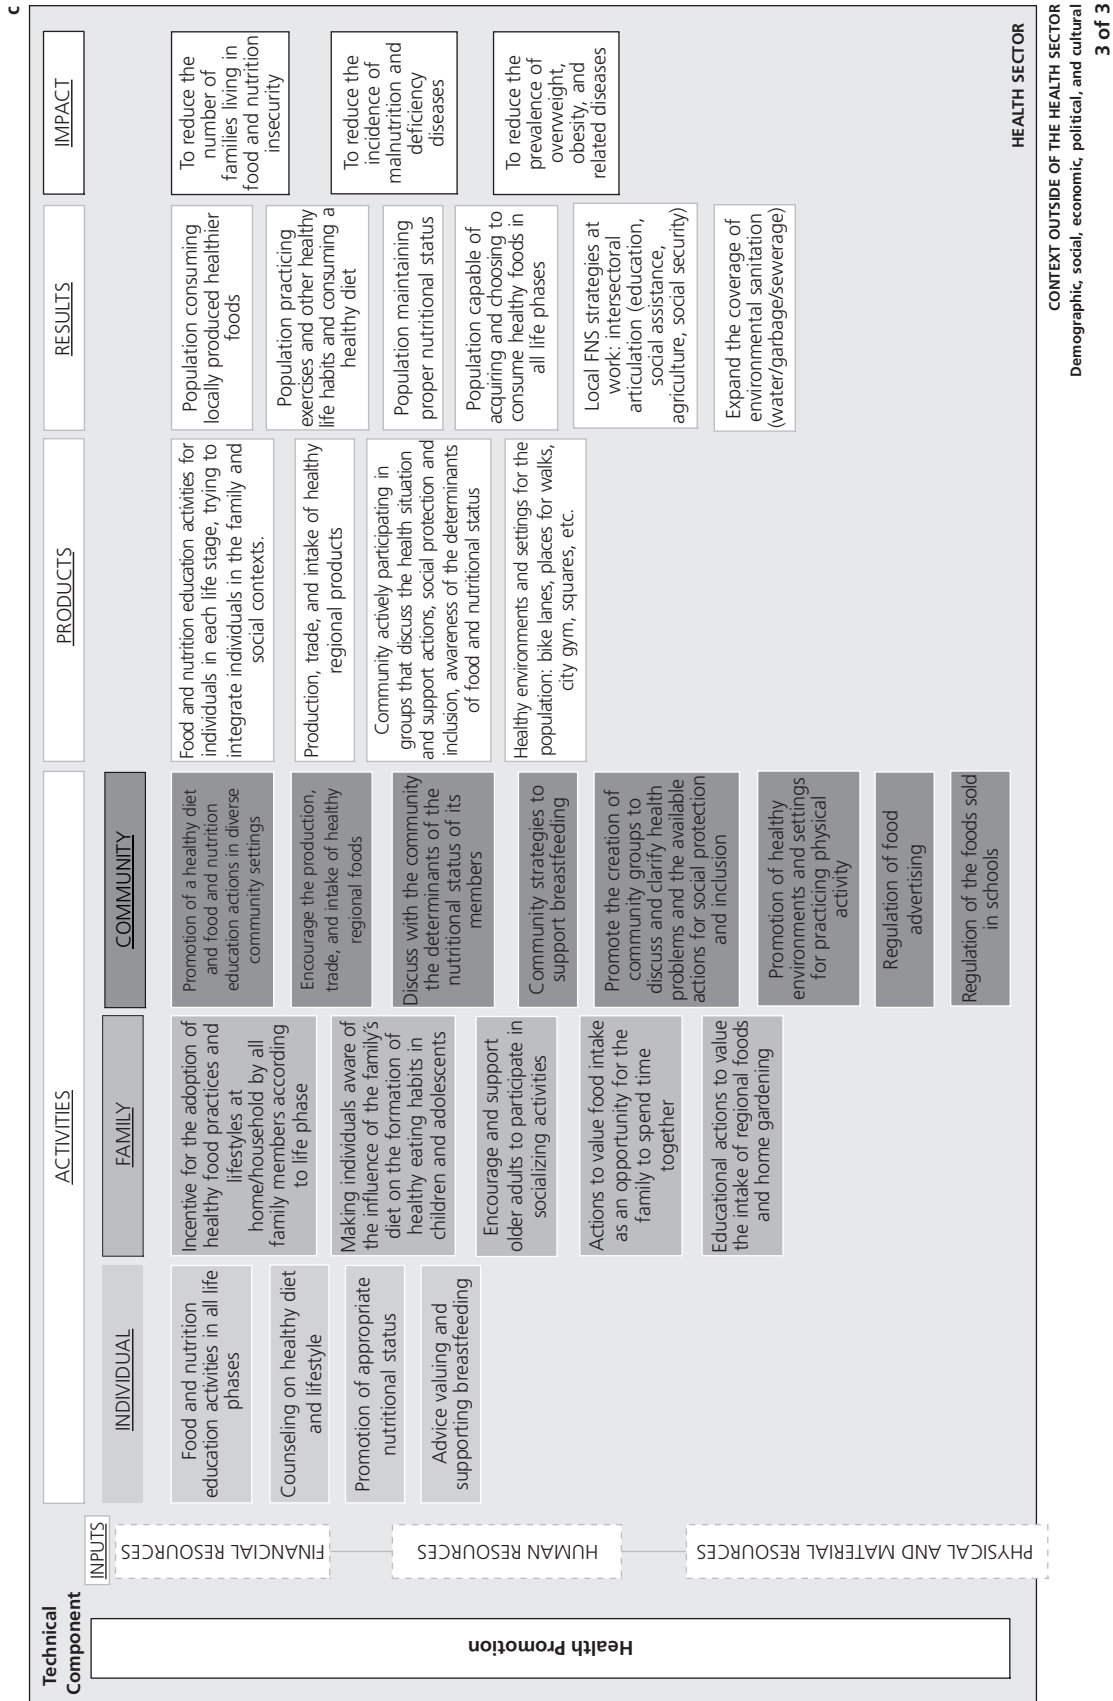 c
Technical
Component
Health Promotion
INPUTS
FINANCIAL RESOURCES
HUMAN RESOURCES
PHYSICAL AND MATERIAL RESOURCES
ACTIVITIES
INDIVIDUAL
Food and nutrition
education activities in all life
phases
Counseling on healthy diet
and lifestyle
Promotion of appropriate
nutritional status
Advice valuing and
supporting breastfeeding
FAMILY
Incentive for the adoption of
healthy food practices and
lifestyles at
home/household by all
family members according
to life phase
Making individuals aware of
the influence of the family's
diet on the formation of
healthy eating habits in
children and adolescents
Encourage and support
older adults to participate in
socializing activities
Actions to value food intake
as an opportunity for the
family to spend time
together
Educational actions to value
the intake of regional foods
and home gardening
COMMUNITY
Promotion of a healthy diet
and food and nutrition
education actions in diverse
community settings
Encourage the production,
trade, and intake of healthy
regional foods
Discuss with the community
the determinants of the
nutritional status of its
members
Community strategies to
support breastfeeding
Promote the creation of
community groups to
discuss and clarify health
problems and the available
actions for social protection
and inclusion
Promotion of healthy
environments and settings
for practicing physical
activity
Regulation of food
advertising
Regulation of the foods sold
in schools
PRODUCTS
Food and nutrition education activities for
individuals in each life stage, trying to
integrate individuals in the family and
social contexts.
Production, trade, and intake of healthy
regional products
Community actively participating in
groups that discuss the health situation
and support actions, social protection and
inclusion, awareness of the determinants
of food and nutritional status
Healthy environments and settings for the
population: bike lanes, places for walks,
city gym, squares, etc.
RESULTS
Population consuming
locally produced healthier
foods
Population practicing
exercises and other healthy
life habits and consuming a
healthy diet
Population maintaining
proper nutritional status
Population capable of
acquiring and choosing to
consume healthy foods in
all life phases
Local FNS strategies at
work: intersectoral
articulation (education,
social assistance,
agriculture, social security)
Expand the coverage of
environmental sanitation
(water/garbage/sewerage)
IMPACT
To reduce the
number of
families living in
food and nutrition
insecurity
To reduce the
incidence of
malnutrition and
deficiency
diseases
To reduce the
prevalence of
overweight,
obesity, and
related diseases
HEALTH SECTOR
CONTEXT OUTSIDE OF THE HEALTH SECTOR
Demographic, social, economic, political, and cultural
3 of 3